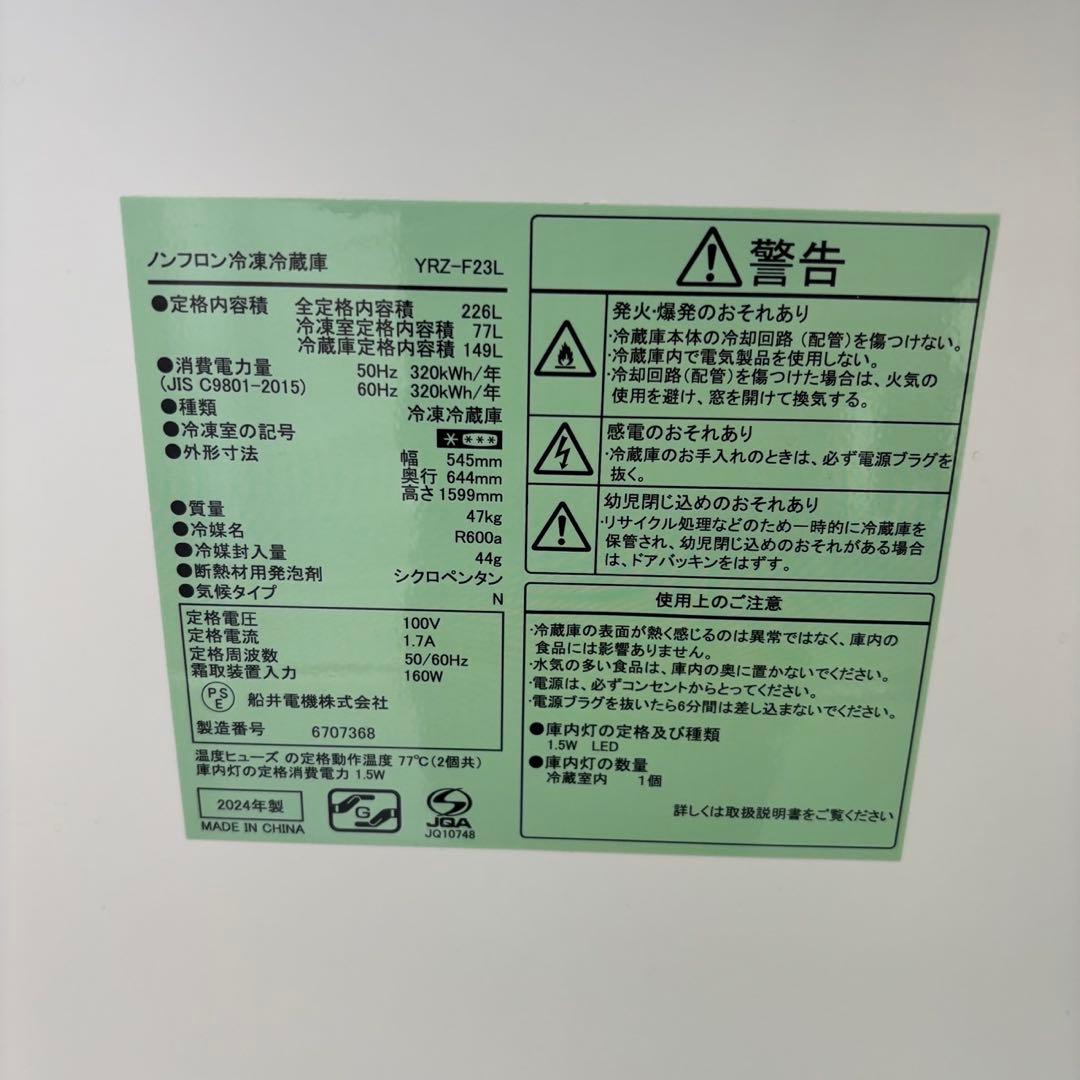 ノンフロン冷凍冷蔵庫 YRZ-F23L
●定格内容積 全定格内容積 226L
冷凍室定格内容積 77L
冷蔵庫定格内容積 149L
●消費電力量 50Hz 320kWh/年
(JIS C9801-2015) 60Hz 320kWh/年
●種類 冷凍冷蔵庫
●冷凍室の記号 * ***
●外形寸法 幅 545mm
奥行 644mm
高さ 1599mm
●質量 47kg
●冷媒名 R600a
●冷媒封入量 44g
●断熱材用発泡剤 シクロペンタン
●気候タイプ N
定格電圧 100V
定格電流 1.7A
定格周波数 50/60Hz
霜取装置入力 160W
PSE 船井電機株式会社
製造番号 6707368
温度ヒューズ の定格動作温度 77℃(2個共)
庫内灯の定格消費電力 1.5W
2024年製
MADE IN CHINA
G
JQA
JQ10748
警告
発火・爆発のおそれあり
・冷蔵庫本体の冷却回路 (配管)を傷つけない。
・冷蔵庫内で電気製品を使用しない。
・冷却回路(配管)を傷つけた場合は、火気の
使用を避け、窓を開けて換気する。
感電のおそれあり
・冷蔵庫のお手入れのときは、必ず電源プラグを
抜く。
幼児閉じ込めのおそれあり
・リサイクル処理などのため一時的に冷蔵庫を
保管され、幼児閉じ込めのおそれがある場合
は、ドアパッキンをはずす。
使用上のご注意
・冷蔵庫の表面が熱く感じるのは異常ではなく、庫内の
食品には影響ありません。
・水気の多い食品は、庫内の奥に置かないでください。
・電源は、必ずコンセントからとってください。
・電源プラグを抜いたら6分間は差し込まないでください。
●庫内灯の定格及び種類
1.5W LED
●庫内灯の数量
冷蔵室内 1個
詳しくは取扱説明書をご覧ください